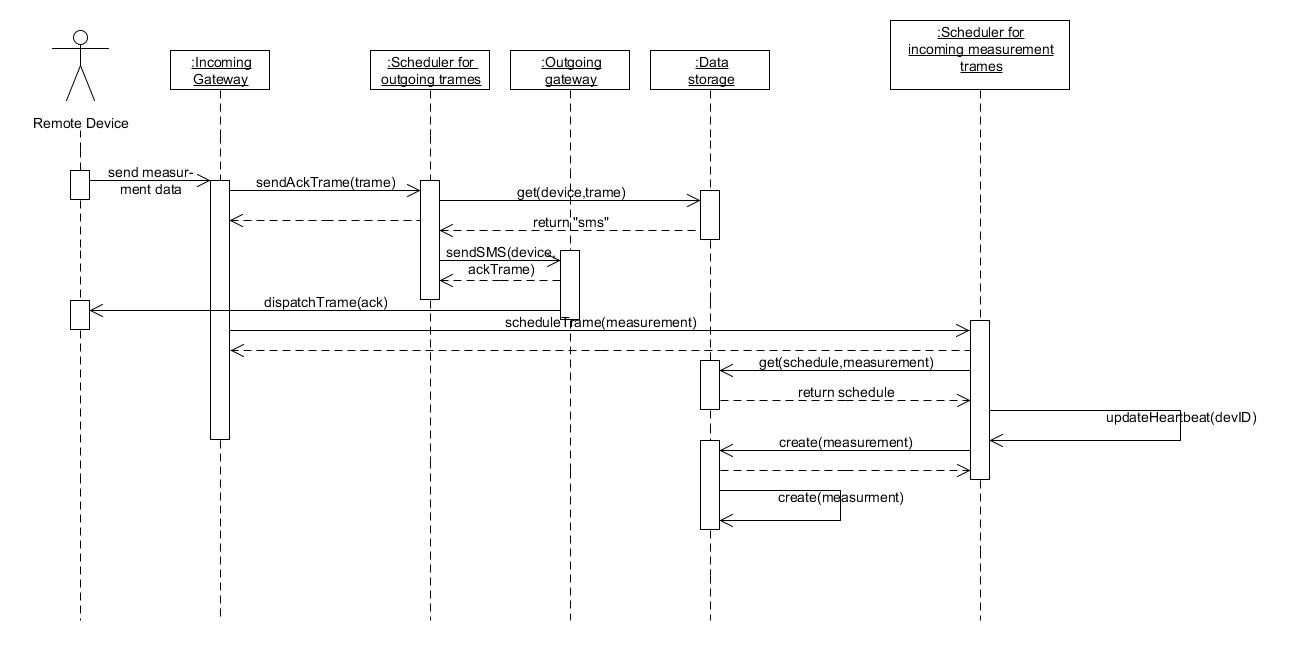 :Scheduler for
incoming measurement
trames
:Incoming
Gateway
:Scheduler for
outgoing trames
:Outgoing
gateway
:Data
storage
Remote Device
send measur-
ment data
sendAckTrame(trame)
get(device,trame)
return "sms"
sendSMS(device,
ackTrame)
dispatchTrame(ack)
scheduleTrame(measurement)
get(schedule,measurement)
return schedule
updateHeartbeat(devID)
create(measurement)
create(measurment)